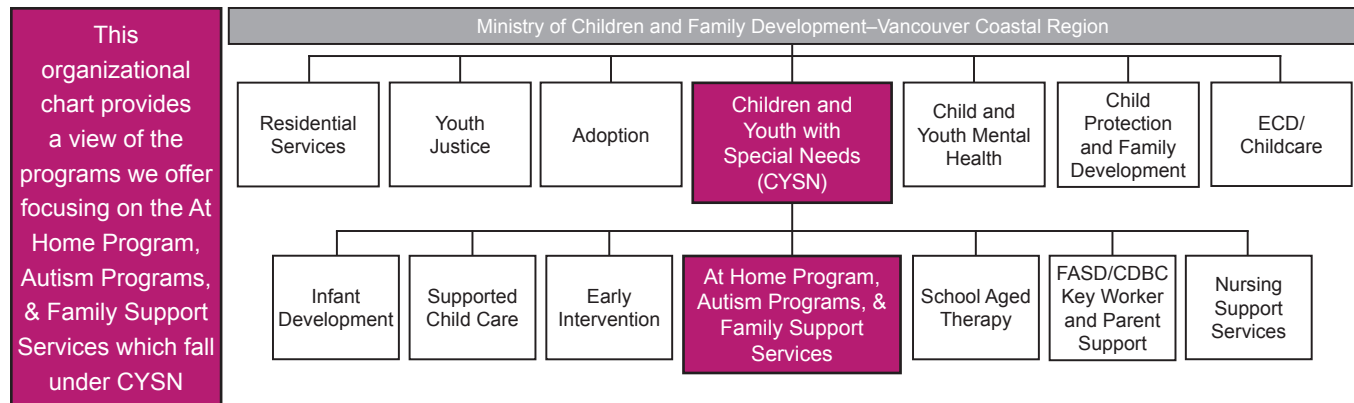 This
organizational
chart provides
a view of the
programs we offer
focusing on the At
Home Program,
Autism Programs,
& Family Support
Services which fall
under CYSN
Ministry of Children and Family Development–Vancouver Coastal Region
Residential
Services
Youth
Justice
Adoption
Children and
Youth with
Special Needs
(CYSN)
Child and
Youth Mental
Health
Child
Protection
and Family
Development
ECD/
Childcare
Infant
Development
Supported
Child Care
Early
Intervention
At Home Program,
Autism Programs, &
Family Support
Services
School Aged
Therapy
FASD/CDBC
Key Worker
and Parent
Support
Nursing
Support
Services